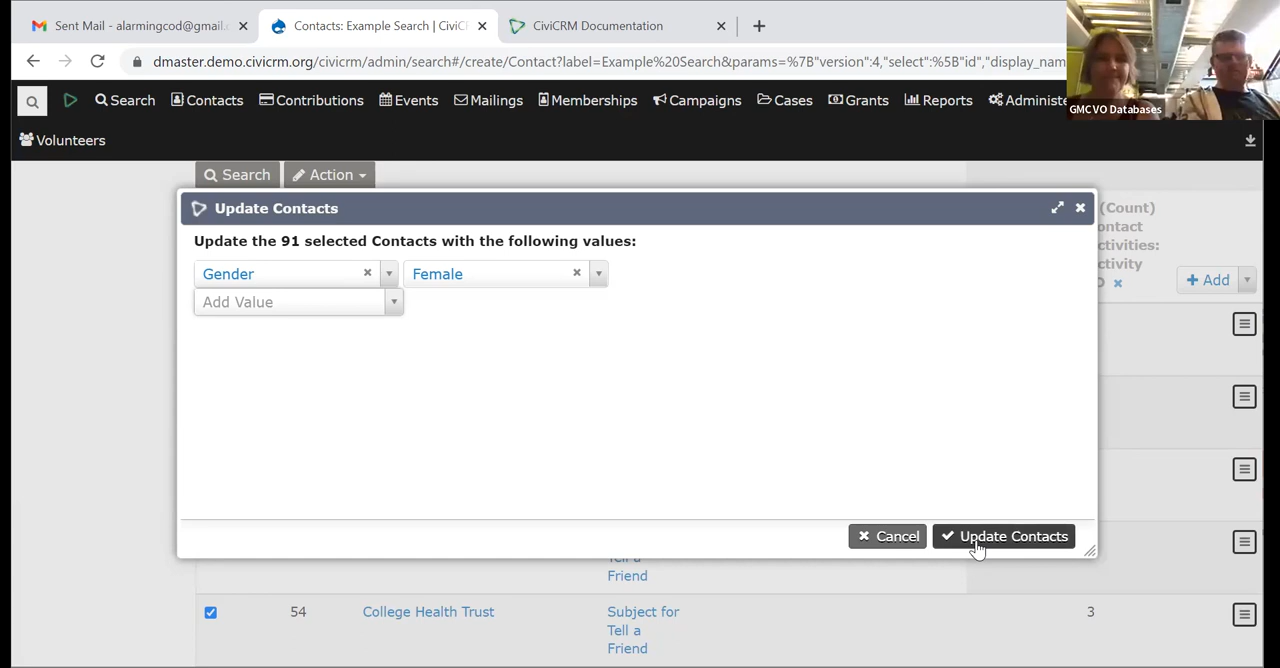 Sent Mail - alarmingcod@gmail.c
Contacts: Example Search | CiviC
CiviCRM Documentation
dmaster.demo.civicrm.org/civicrm/admin/search#/create/Contact?label=Example%20Search&params=%7B"version":4,"select":%5B"id","display_nam
GMCVO Databases
Search
Contacts
Contributions
Events
Mailings
Memberships
Campaigns
Cases
Grants
Reports
Administe
Volunteers
Search
Action
Update Contacts
Update the 91 selected Contacts with the following values:
Gender
Female
Add Value
Cancel
Update Contacts
(Count)
ontact
ctivities:
ctivity
Add
Tell a
Friend
54
College Health Trust
Subject for
Tell a
Friend
3